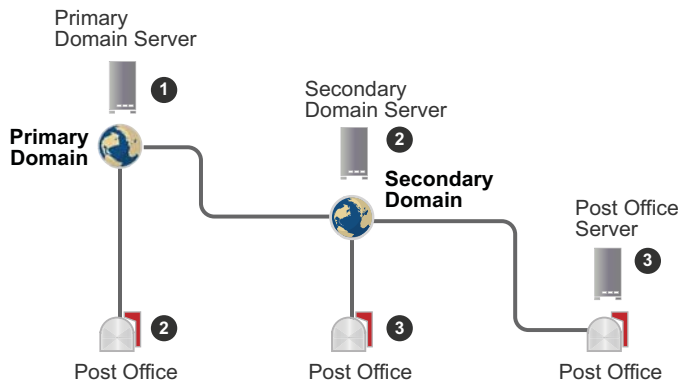 Primary
Domain Server
1
Secondary
Domain Server
2
Primary
Domain
Secondary
Domain
Post Office
Server
3
2
3
Post Office
Post Office
Post Office